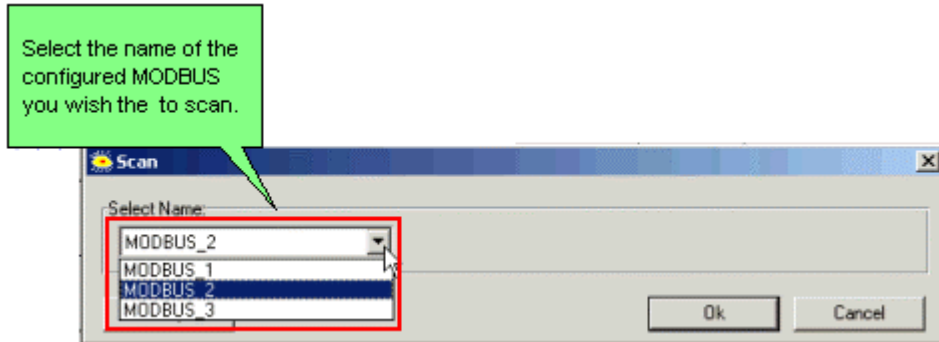 Select the name of the
configured MODBUS
you wish the to scan.
Scan
Select Name:
MODBUS_2
MODBUS_1
MODBUS_2
MODBUS_3
Ok
Cancel